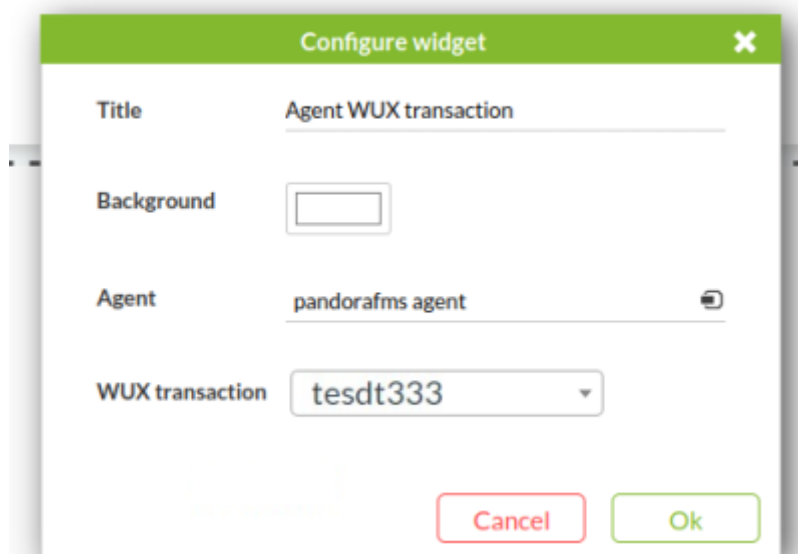 Configure widget
Title Agent WUX transaction
Background
Agent pandorafms agent
WUX transaction tesdt333
Cancel Ok